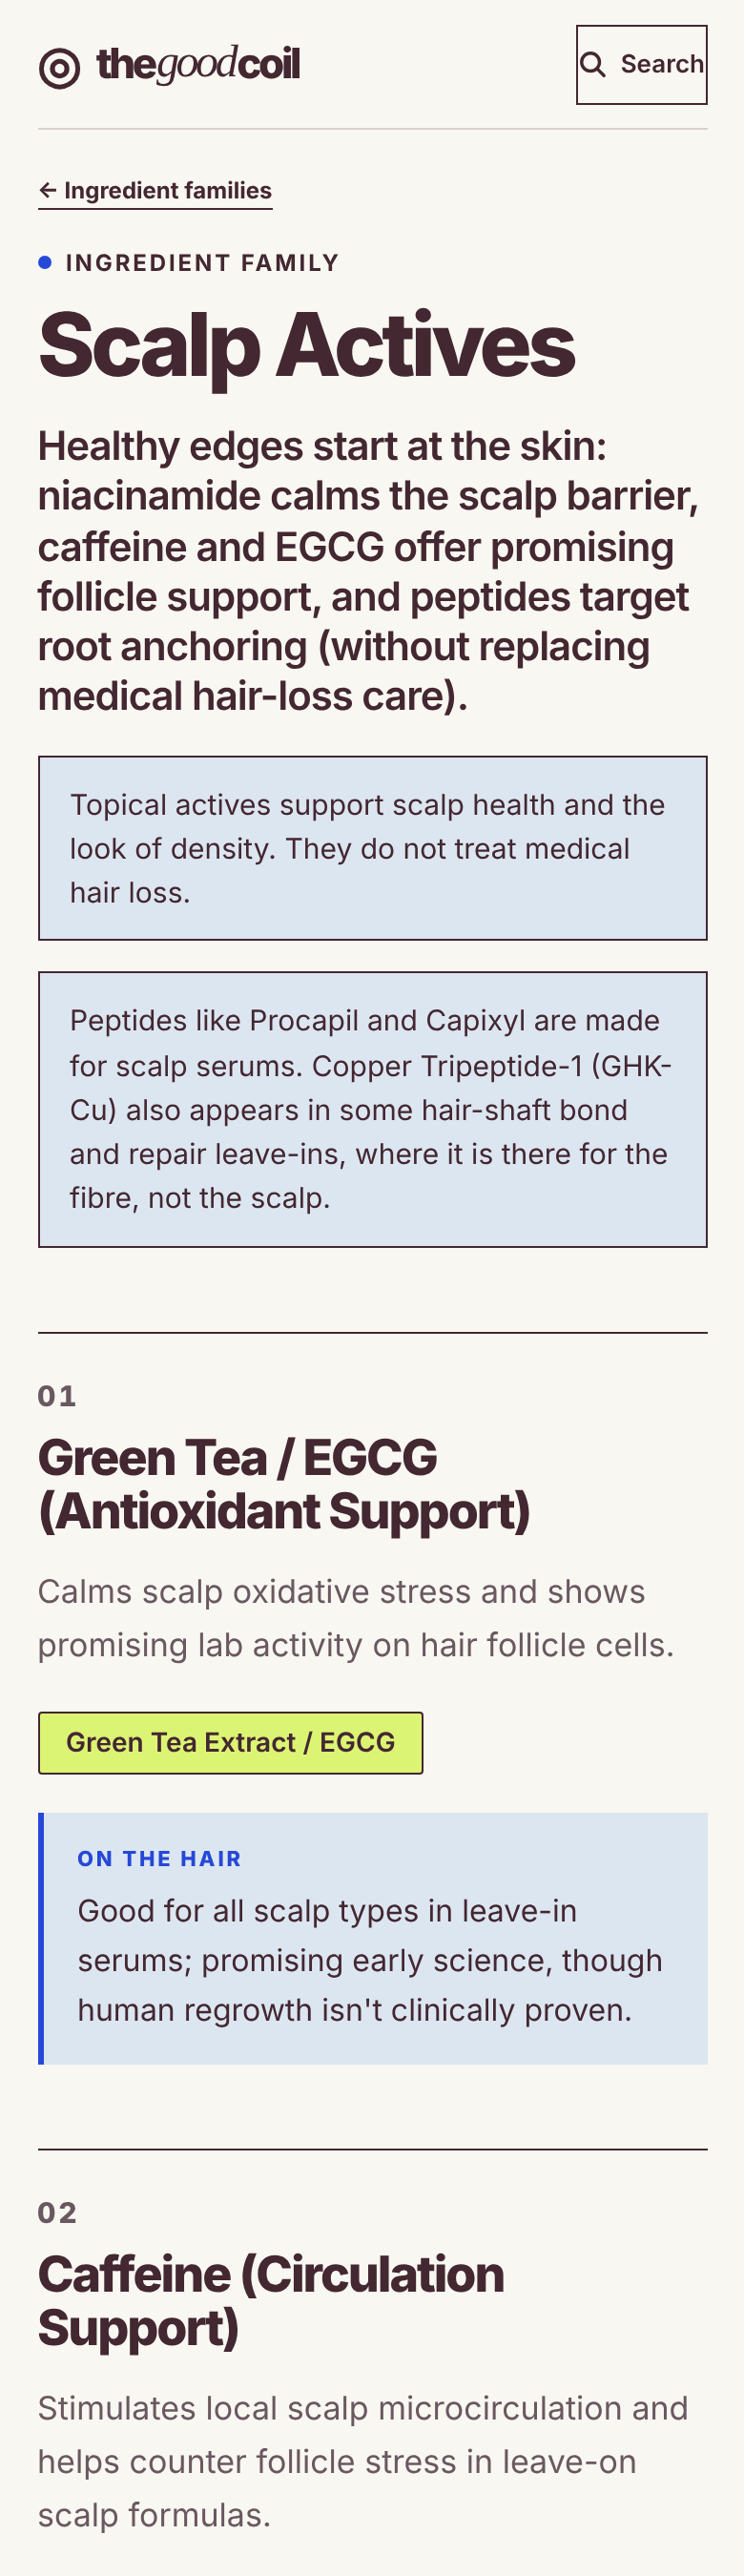 thegoodcoil
Search
← Ingredient families
INGREDIENT FAMILY
Scalp Actives
Healthy edges start at the skin:
niacinamide calms the scalp barrier,
caffeine and EGCG offer promising
follicle support, and peptides target
root anchoring (without replacing
medical hair-loss care).
Topical actives support scalp health and the
look of density. They do not treat medical
hair loss.
Peptides like Procapil and Capixyl are made
for scalp serums. Copper Tripeptide-1 (GHK-
Cu) also appears in some hair-shaft bond
and repair leave-ins, where it is there for the
fibre, not the scalp.
01
Green Tea / EGCG
(Antioxidant Support)
Calms scalp oxidative stress and shows
promising lab activity on hair follicle cells.
Green Tea Extract / EGCG
ON THE HAIR
Good for all scalp types in leave-in
serums; promising early science, though
human regrowth isn't clinically proven.
02
Caffeine (Circulation
Support)
Stimulates local scalp microcirculation and
helps counter follicle stress in leave-on
scalp formulas.